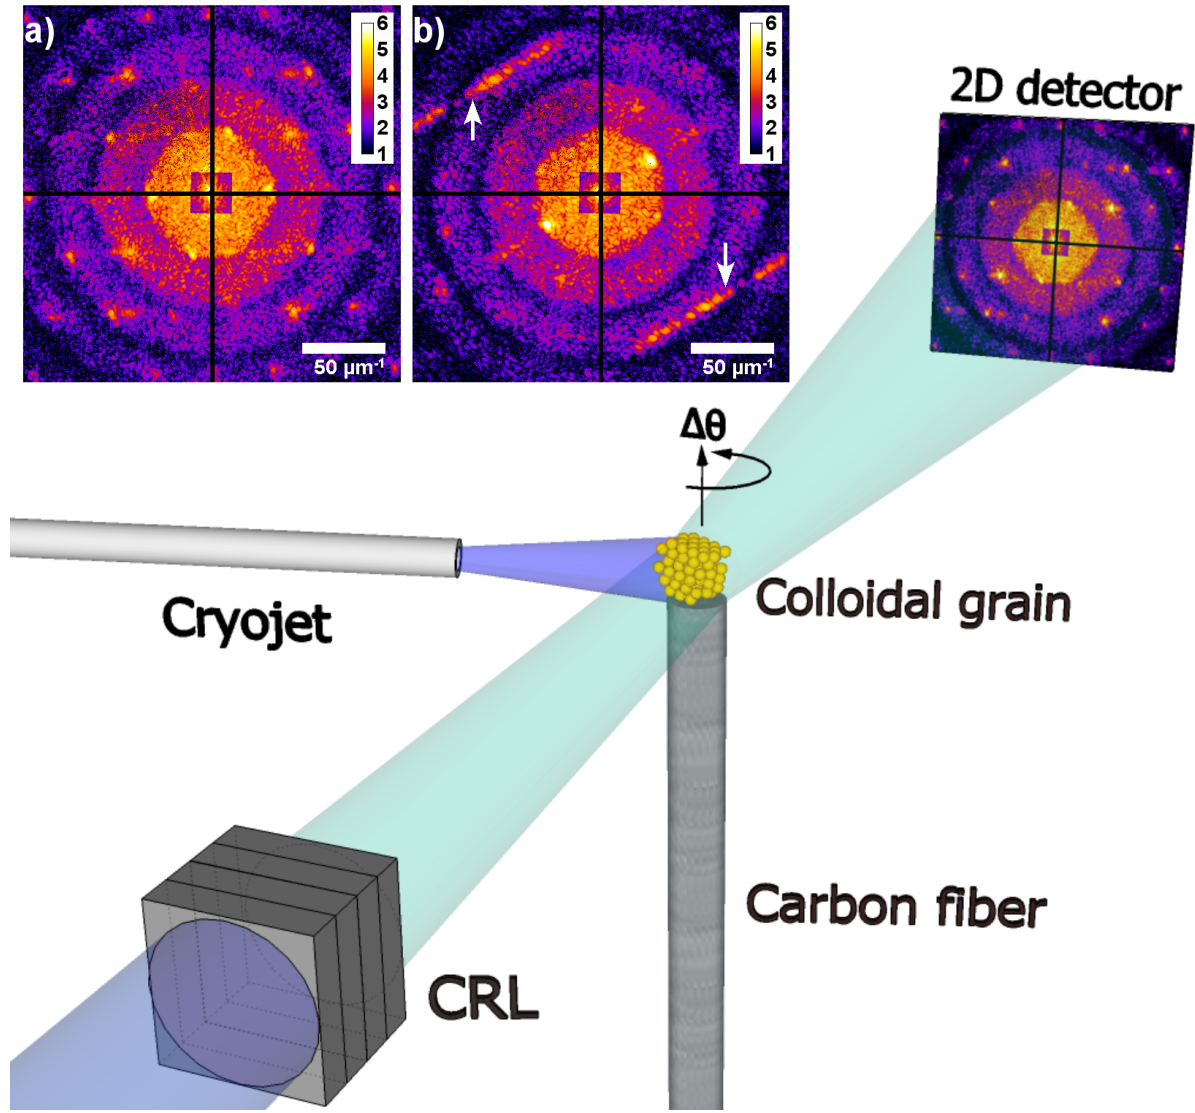 a)
6
5
4
3
2
1
50 µm⁻¹
b)
6
5
4
3
2
1
50 µm⁻¹
2D detector
Δθ
Cryojet
Colloidal grain
Carbon fiber
CRL